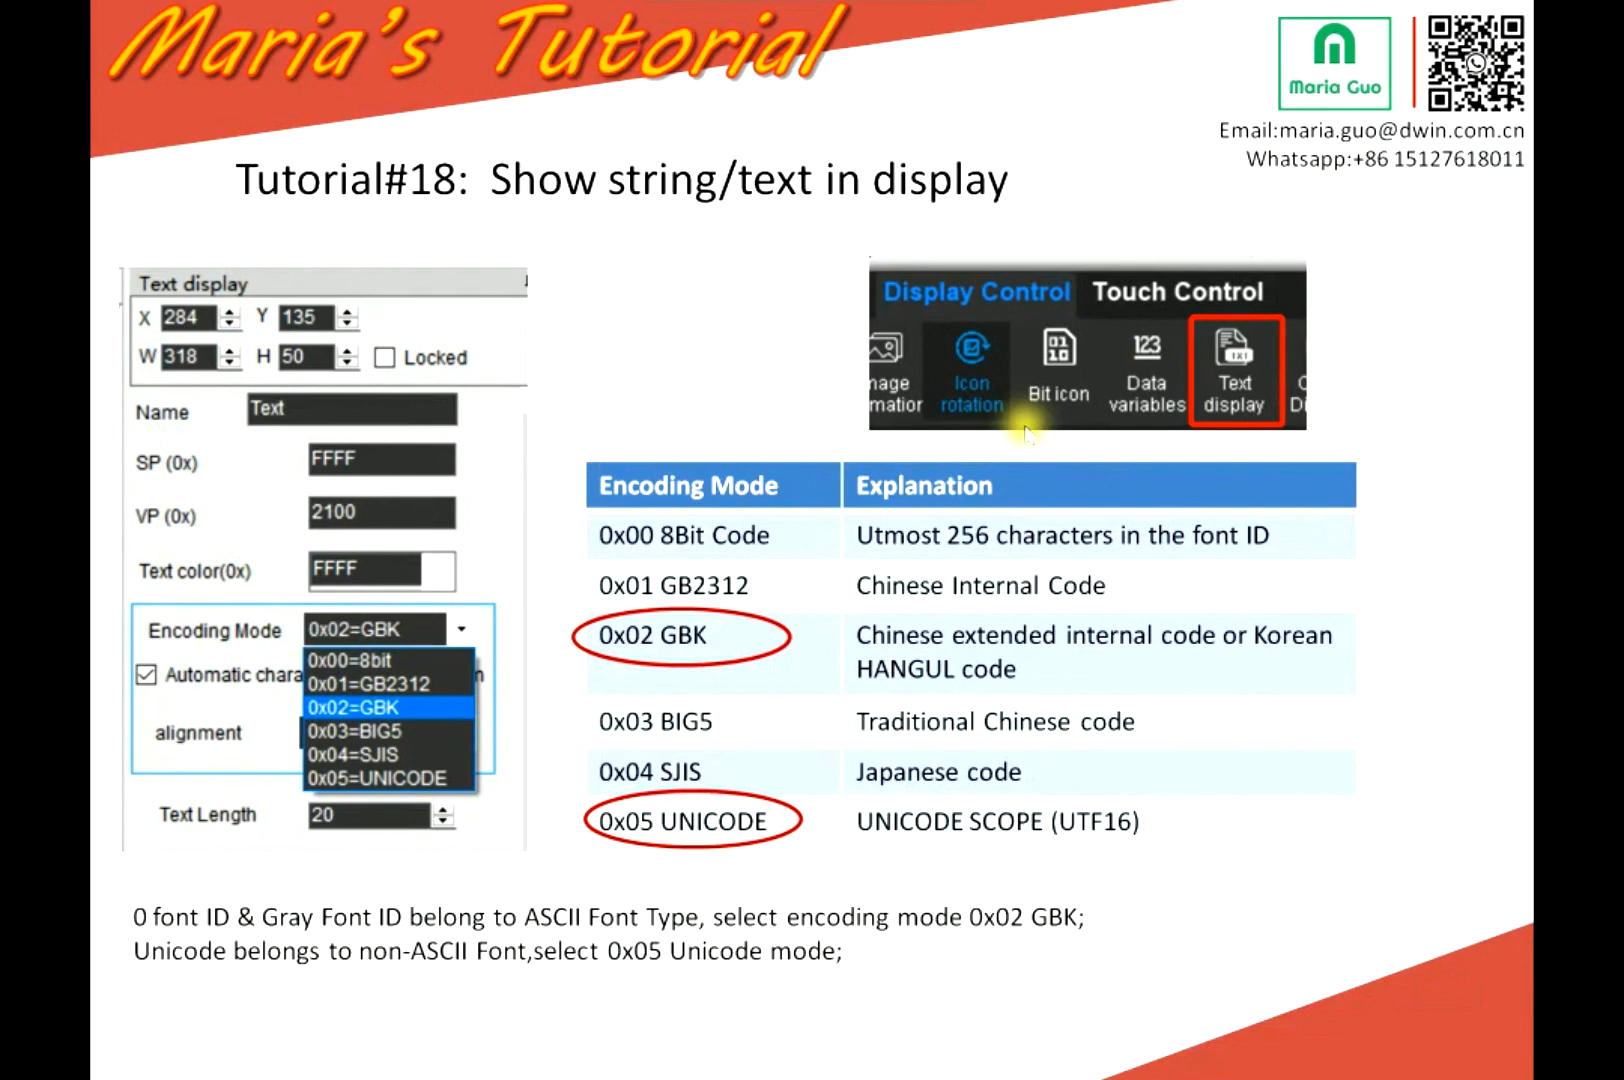 Maria's Tutorial
Maria Guo
Email:maria.guo@dwin.com.cn
Whatsapp:+86 15127618011
Tutorial#18: Show string/text in display
Text display
X 284 Y 135
W 318 H 50 Locked
Name Text
SP (0x) FFFF
VP (0x) 2100
Text color(0x) FFFF
Encoding Mode 0x02=GBK
0x00=8bit
Automatic chara
0x01=GB2312
0x02=GBK
alignment
0x03=BIG5
0x04=SJIS
0x05=UNICODE
Text Length 20
Display Control Touch Control
Icon rotation
Bit icon
01
10
Data variables
123
Text display
TXT
Encoding Mode Explanation
0x00 8Bit Code Utmost 256 characters in the font ID
0x01 GB2312 Chinese Internal Code
0x02 GBK Chinese extended internal code or Korean
HANGUL code
0x03 BIG5 Traditional Chinese code
0x04 SJIS Japanese code
0x05 UNICODE UNICODE SCOPE (UTF16)
0 font ID & Gray Font ID belong to ASCII Font Type, select encoding mode 0x02 GBK;
Unicode belongs to non-ASCII Font,select 0x05 Unicode mode;